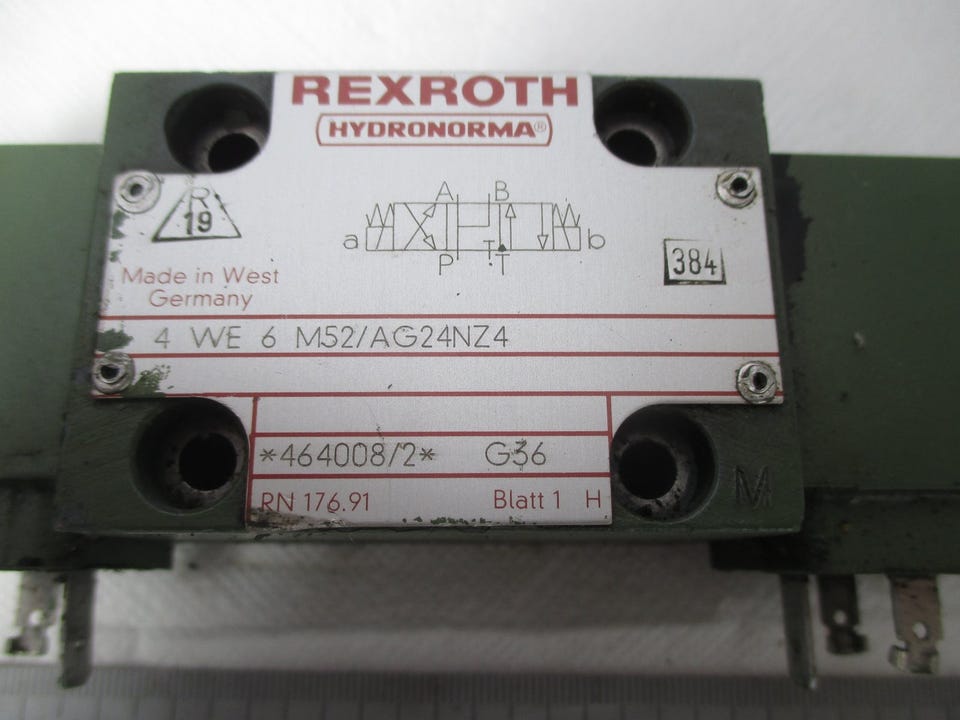 REXROTH
HYDRONORMA®
R
19
A B
a b
P T T
384
Made in West
Germany
4 WE 6 M52/AG24NZ4
*464008/2* G36
RN 176.91 Blatt 1 H
M